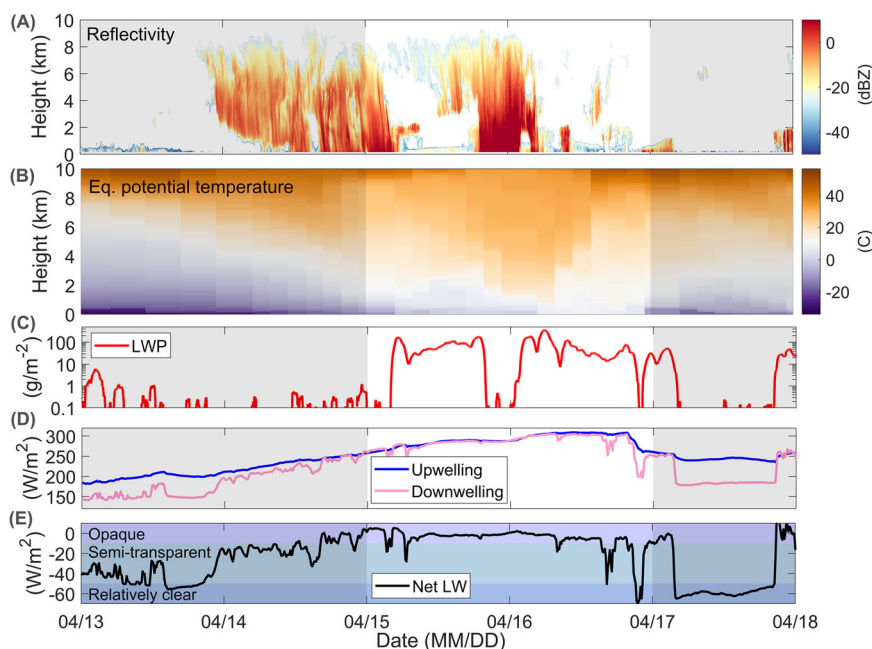 (A)
Reflectivity
Height (km)
10
8
6
4
2
0
0
-20
-40
(dBZ)
(B)
Eq. potential temperature
Height (km)
10
8
6
4
2
0
40
20
0
-20
(C)
(C)
LWP
(g/m⁻²)
100
10
1
0.1
(D)
(W/m²)
300
250
200
150
Upwelling
Downwelling
(E)
(W/m²)
0
-20
-40
-60
Opaque
Semi-transparent
Relatively clear
Net LW
04/13 04/14 04/15 04/16 04/17 04/18
Date (MM/DD)